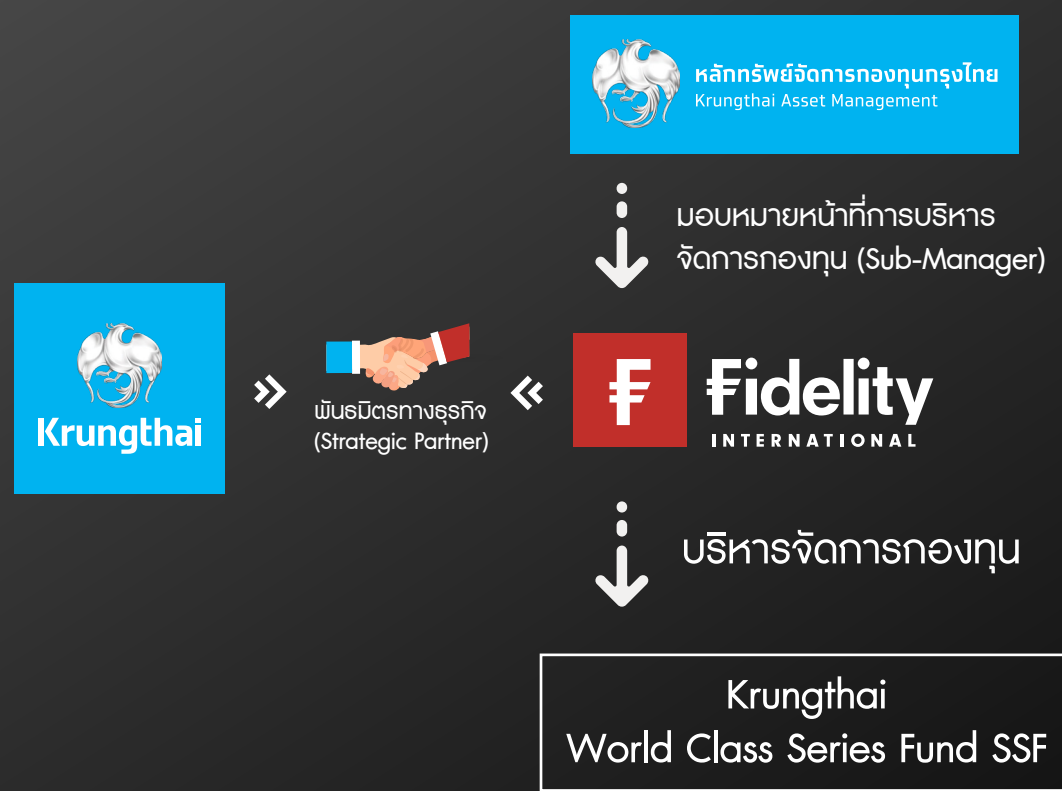 หลักทรัพย์จัดการกองทุนกรุงไทย
Krungthai Asset Management
มอบหมายหน้าที่การบริหาร
จัดการกองทุน (Sub-Manager)
Krungthai
พันธมิตรทางธุรกิจ
(Strategic Partner)
Fidelity
INTERNATIONAL
บริหารจัดการกองทุน
Krungthai
World Class Series Fund SSF